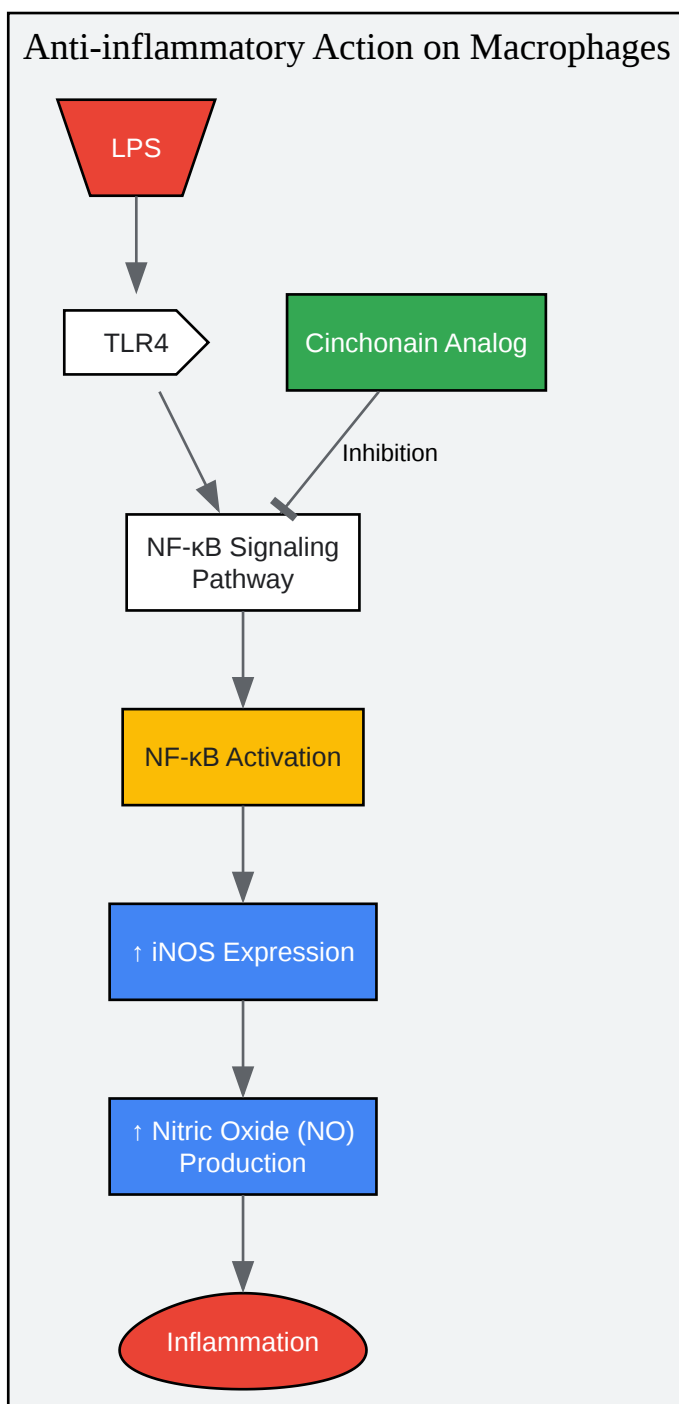 Anti-inflammatory Action on Macrophages
LPS
TLR4
Cinchonain Analog
Inhibition
NF-κB Signaling
Pathway
NF-κB Activation
↑ iNOS Expression
↑ Nitric Oxide (NO)
Production
Inflammation